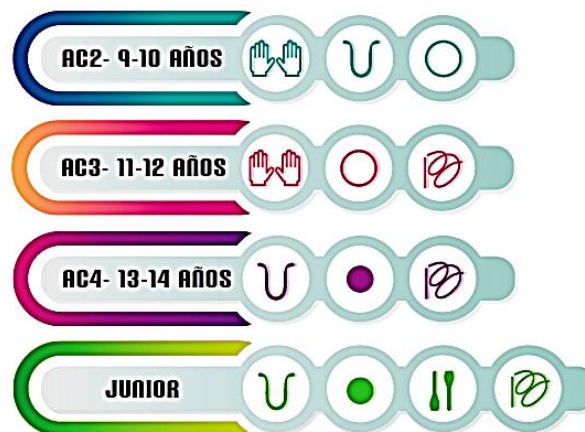 AC2- 9-10 AÑOS
AC3- 11-12 AÑOS
AC4- 13-14 AÑOS
JUNIOR